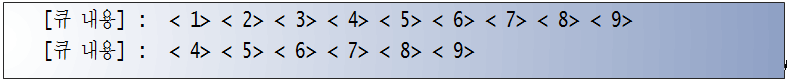 [큐 내용] : < 1> < 2> < 3> < 4> < 5> < 6> < 7> < 8> < 9>
[큐 내용] : < 4> < 5> < 6> < 7> < 8> < 9>